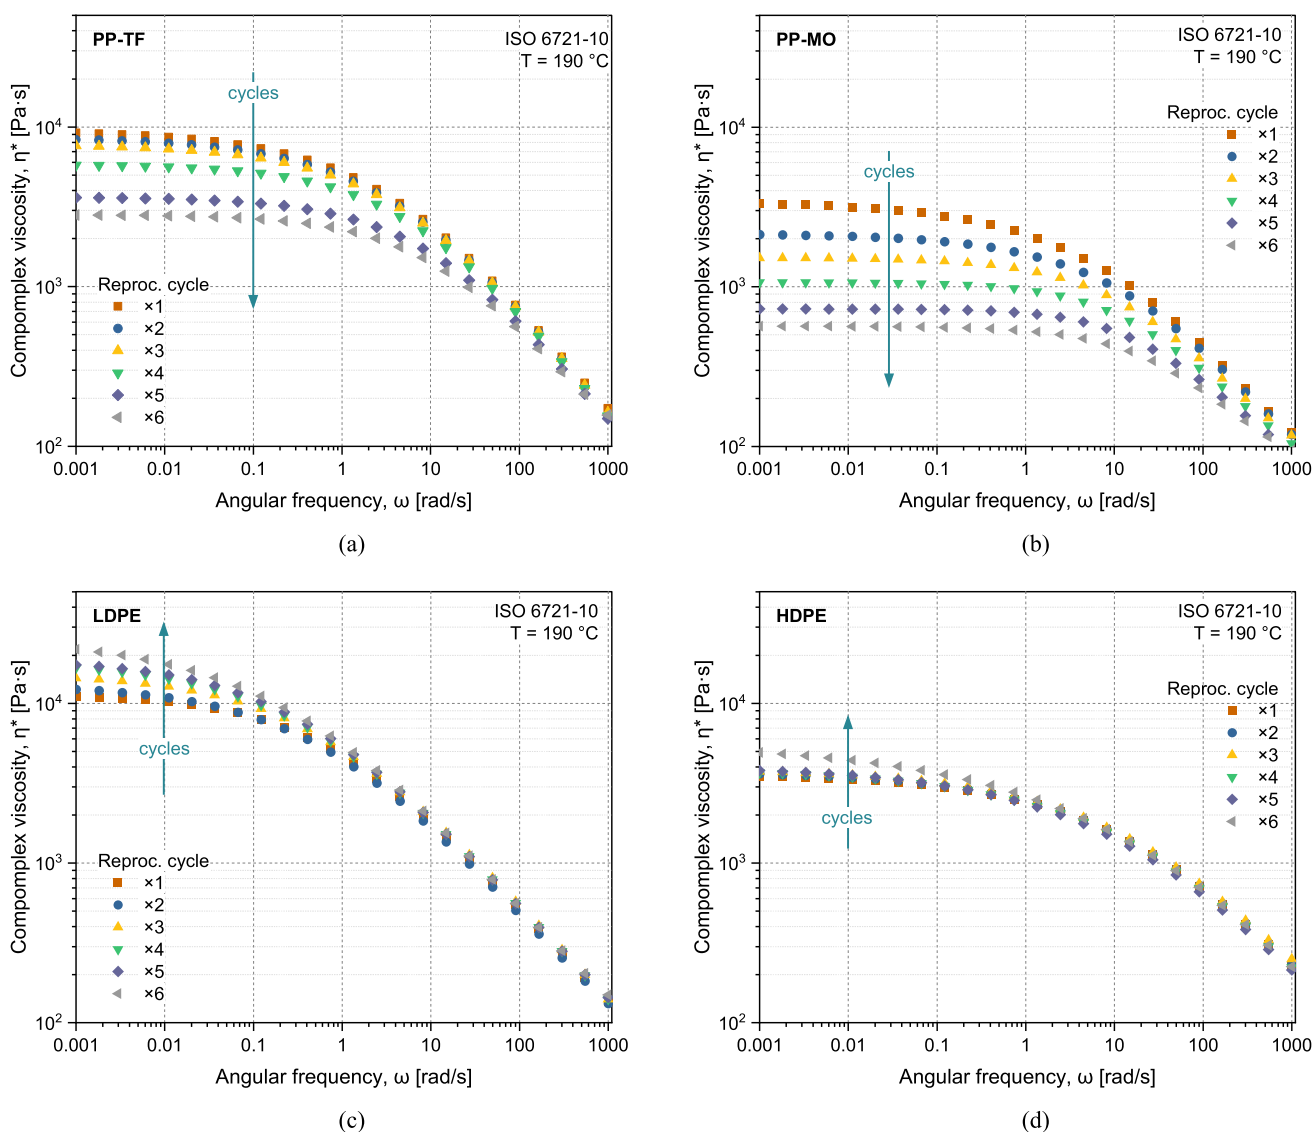 PP-TF
ISO 6721-10
T = 190 °C
cycles
Compomplex viscosity, η* [Pa·s]
10⁴
10³
10²
Reproc. cycle
×1
×2
×3
×4
×5
×6
0.001 0.01 0.1 1 10 100 1000
Angular frequency, ω [rad/s]
(a)
PP-MO
ISO 6721-10
T = 190 °C
Reproc. cycle
×1
×2
×3
×4
×5
×6
cycles
Compomplex viscosity, η* [Pa·s]
10⁴
10³
10²
0.001 0.01 0.1 1 10 100 1000
Angular frequency, ω [rad/s]
(b)
LDPE
ISO 6721-10
T = 190 °C
cycles
Compomplex viscosity, η* [Pa·s]
10⁴
10³
10²
Reproc. cycle
×1
×2
×3
×4
×5
×6
0.001 0.01 0.1 1 10 100 1000
Angular frequency, ω [rad/s]
(c)
HDPE
ISO 6721-10
T = 190 °C
Reproc. cycle
×1
×2
×3
×4
×5
×6
cycles
Compomplex viscosity, η* [Pa·s]
10⁴
10³
10²
0.001 0.01 0.1 1 10 100 1000
Angular frequency, ω [rad/s]
(d)